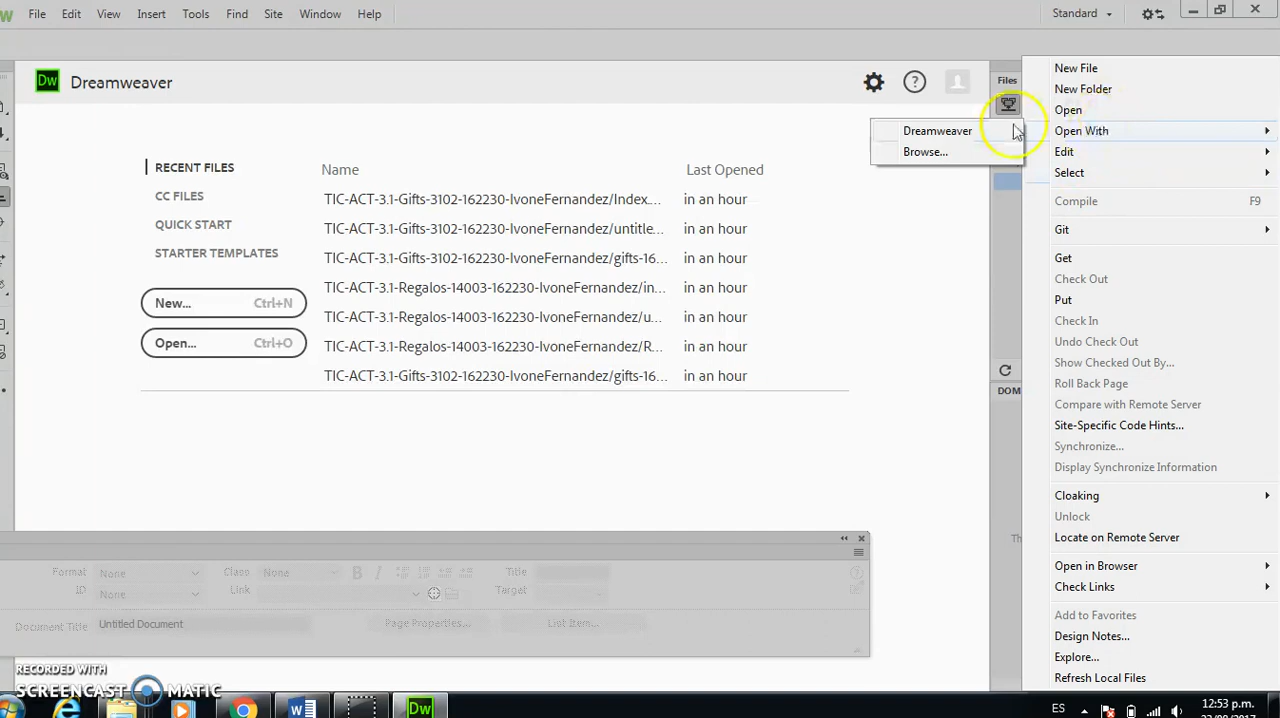 File Edit View Insert Tools Find Site Window Help Standard
Dw Dreamweaver
Files
RECENT FILES
CC FILES
QUICK START
STARTER TEMPLATES
New... Ctrl+N
Open... Ctrl+O
Name Last Opened
TIC-ACT-3.1-Gifts-3102-162230-IvoneFernandez/Index.... in an hour
TIC-ACT-3.1-Gifts-3102-162230-IvoneFernandez/untitle... in an hour
TIC-ACT-3.1-Gifts-3102-162230-IvoneFernandez/gifts-16... in an hour
TIC-ACT-3.1-Regalos-14003-162230-IvoneFernandez/in... in an hour
TIC-ACT-3.1-Regalos-14003-162230-IvoneFernandez/u... in an hour
TIC-ACT-3.1-Regalos-14003-162230-IvoneFernandez/R... in an hour
TIC-ACT-3.1-Gifts-3102-162230-IvoneFernandez/gifts-16... in an hour
Dreamweaver
Browse...
New File
New Folder
Open
Open With
Edit
Select
Compile F9
Git
Get
Check Out
Put
Check In
Undo Check Out
Show Checked Out By...
Roll Back Page
Compare with Remote Server
Site-Specific Code Hints...
Synchronize...
Display Synchronize Information
Cloaking
Unlock
Locate on Remote Server
Open in Browser
Check Links
Add to Favorites
Design Notes...
Explore...
Refresh Local Files
DOM
Th
Format None Class None B I Title
ID None Link Target
Document Title Untitled Document Page Properties... List Item...
RECORDED WITH
SCREENCAST MATIC
Dw
ES 12:53 p.m.